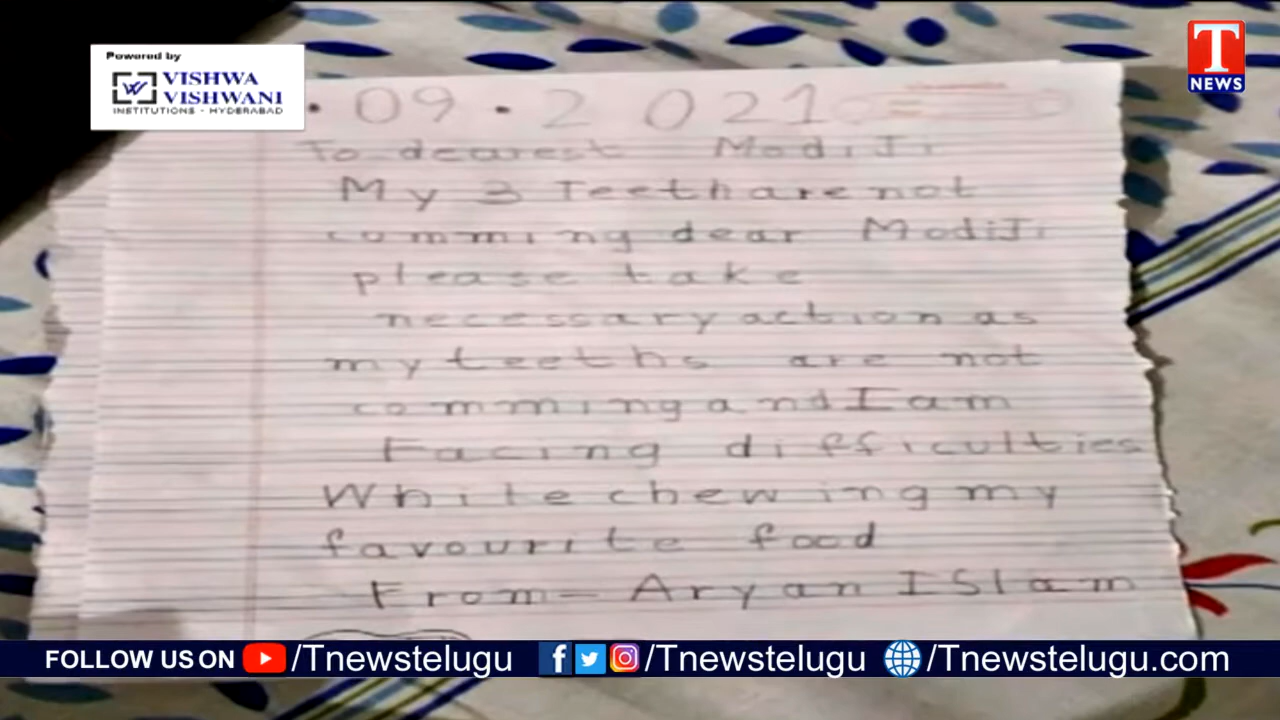 Powered by
VISHWA
VISHWANI
INSTITUTIONS - HYDERABAD
T
NEWS
. 09 . 2021
To dearest ModiJi
My 3 Teeth are not
comming dear ModiJi
please take
necessary action as
my teeths are not
comming and I am
Facing difficulties
While chewing my
favourite food
From - Aryan ISlam
FOLLOW US ON /Tnewstelugu /Tnewstelugu /Tnewstelugu.com